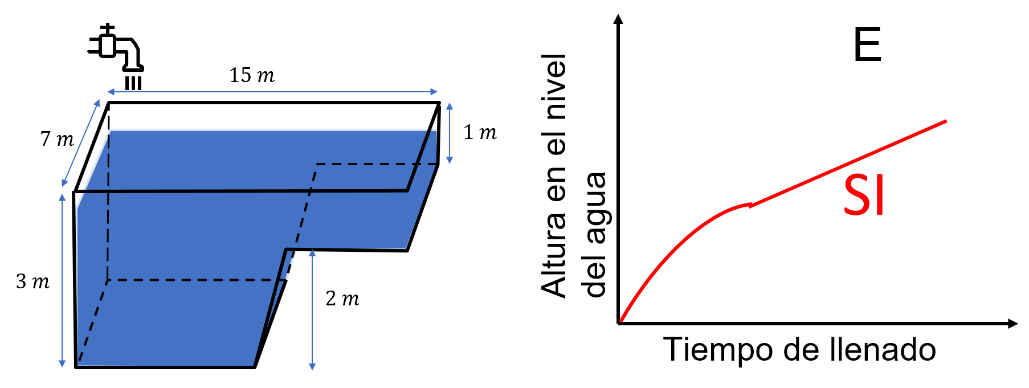 15 m
7 m
1 m
3 m
2 m
E
SI
Altura en el nivel
del agua
Tiempo de llenado